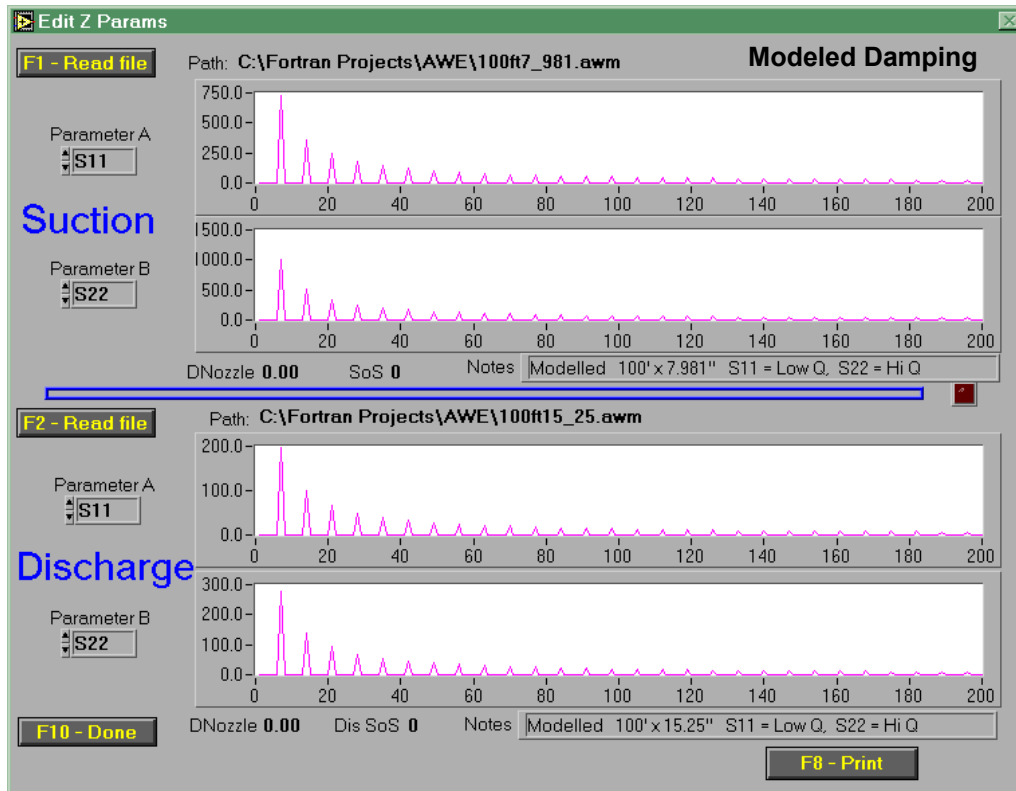 Edit Z Params
F1 - Read file
Path: C:\Fortran Projects\AWE\100ft7_981.awm
Modeled Damping
Parameter A
S11
Suction
Parameter B
S22
750.0
500.0
250.0
0.0
0 20 40 60 80 100 120 140 160 180 200
1500.0
1000.0
500.0
0.0
0 20 40 60 80 100 120 140 160 180 200
DNozzle 0.00 SoS 0 Notes Modelled 100' x 7.981" S11 = Low Q, S22 = Hi Q
F2 - Read file
Path: C:\Fortran Projects\AWE\100ft15_25.awm
Parameter A
S11
Discharge
Parameter B
S22
200.0
100.0
0.0
0 20 40 60 80 100 120 140 160 180 200
300.0
200.0
100.0
0.0
0 20 40 60 80 100 120 140 160 180 200
F10 - Done
DNozzle 0.00 Dis SoS 0 Notes Modelled 100' x 15.25" S11 = Low Q, S22 = Hi Q
F8 - Print